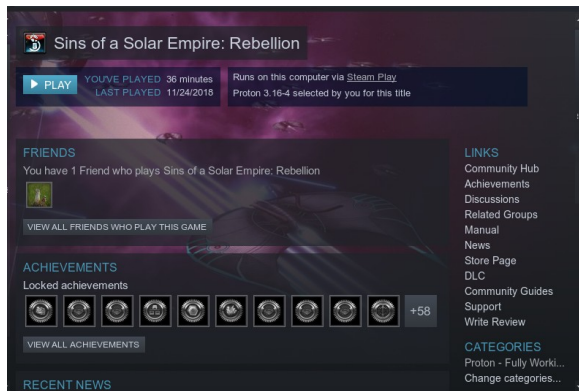 Sins of a Solar Empire: Rebellion
PLAY
YOU'VE PLAYED 36 minutes
LAST PLAYED 11/24/2018
Runs on this computer via Steam Play
Proton 3.16-4 selected by you for this title
FRIENDS
You have 1 Friend who plays Sins of a Solar Empire: Rebellion
VIEW ALL FRIENDS WHO PLAY THIS GAME
ACHIEVEMENTS
Locked achievements
+58
VIEW ALL ACHIEVEMENTS
RECENT NEWS
LINKS
Community Hub
Achievements
Discussions
Related Groups
Manual
News
Store Page
DLC
Community Guides
Support
Write Review
CATEGORIES
Proton - Fully Worki...
Change categories...